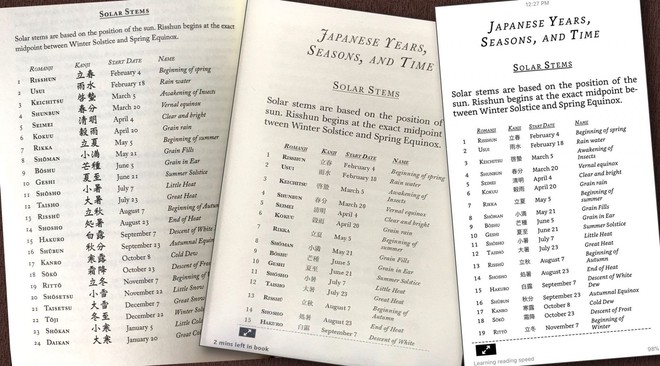 SOLAR STEMS
Solar stems are based on the position of the sun. Risshun begins at the exact
midpoint between Winter Solstice and Spring Equinox.
ROMANJI KANJI START DATE NAME
1 RISSHUN 立春 February 4 Beginning of spring
2 USUI 雨水 February 18 Rain water
3 KEICHITSU 啓蟄 March 5 Awakening of Insects
4 SHUNBUN 春分 March 20 Vernal equinox
5 SEIMEI 清明 April 4 Clear and bright
6 KOKUU 穀雨 April 20 Grain rain
7 RIKKA 立夏 May 5 Beginning of summer
8 SHŌMAN 小満 May 21 Grain Fills
9 BŌSHU 芒種 June 5 Grain in Ear
10 GESHI 夏至 June 21 Summer Solstice
11 SHŌSHO 小暑 July 7 Little Heat
12 TAISHO 大暑 July 23 Great Heat
13 RISSHŪ 立秋 August 7 Beginning of
14 SHOSHO 処暑 August 23 End of Heat
15 HAKURO 白露 September 7 Descent of White
16 SHŪBUN 秋分 September 23 Autumnal
17 KANRO 寒露 October 8 Cold Dew
18 SŌKŌ 霜降 October 23 Descent of
19 RITTŌ 立冬 November 7 Beginning
20 SHŌSETSU 小雪 November 22 Little
21 TAISETSU 大雪 December 7 Great
22 TŌJI 冬至 December 22 Winter
23 SHŌKAN 小寒 January 5 Little
24 DAIKAN 大寒 January 20 Great
JAPANESE YEARS,
SEASONS, AND TIME
SOLAR STEMS
Solar stems are based on the position of
the sun. Risshun begins at the exact midpoint
between Winter Solstice and Spring Equinox.
ROMANJI KANJI START DATE NAME
1 RISSHUN 立春 February 4 Beginning of spring
2 USUI 雨水 February 18 Rain water
3 KEICHITSU 啓蟄 March 5 Awakening of
Insects
4 SHUNBUN 春分 March 20 Vernal equinox
5 SEIMEI 清明 April 4 Clear and bright
6 KOKUU 穀雨 April 20 Grain rain
7 RIKKA 立夏 May 5 Beginning of
summer
8 SHŌMAN 小満 May 21 Grain Fills
9 BŌSHU 芒種 June 5 Grain in Ear
10 GESHI 夏至 June 21 Summer Solstice
11 SHŌSHO 小暑 July 7 Little Heat
12 TAISHO 大暑 July 23 Great Heat
13 RISSHŪ 立秋 August 7 Beginning of
Autumn
14 SHOSHO 処暑 August 23 End of Heat
15 HAKURO 白露 September 7 Descent of White
2 mins left in book
12:27 PM
JAPANESE YEARS,
SEASONS, AND TIME
SOLAR STEMS
Solar stems are based on the position of the
sun. Risshun begins at the exact midpoint be-
tween Winter Solstice and Spring Equinox.
ROMANJI KANJI START DATE NAME
1 RISSHUN 立春 February 4 Beginning of spring
2 USUI 雨水 February 18 Rain water
3 KEICHITSU 啓蟄 March 5 Awakening of
Insects
4 SHUNBUN 春分 March 20 Vernal equinox
5 SEIMEI 清明 April 4 Clear and bright
6 KOKUU 穀雨 April 20 Grain rain
7 RIKKA 立夏 May 5 Beginning of
summer
8 SHŌMAN 小満 May 21 Grain Fills
9 BŌSHU 芒種 June 5 Grain in Ear
10 GESHI 夏至 June 21 Summer Solstice
11 SHŌSHO 小暑 July 7 Little Heat
12 TAISHO 大暑 July 23 Great Heat
13 RISSHŪ 立秋 August 7 Beginning of
Autumn
14 SHOSHO 処暑 August 23 End of Heat
15 HAKURO 白露 September 7 Descent of White
Dew
16 SHŪBUN 秋分 September 23 Autumnal Equinox
17 KANRO 寒露 October 8 Cold Dew
18 SŌKŌ 霜降 October 23 Descent of Frost
19 RITTŌ 立冬 November 7 Beginning of
Winter
Learning reading speed 98%